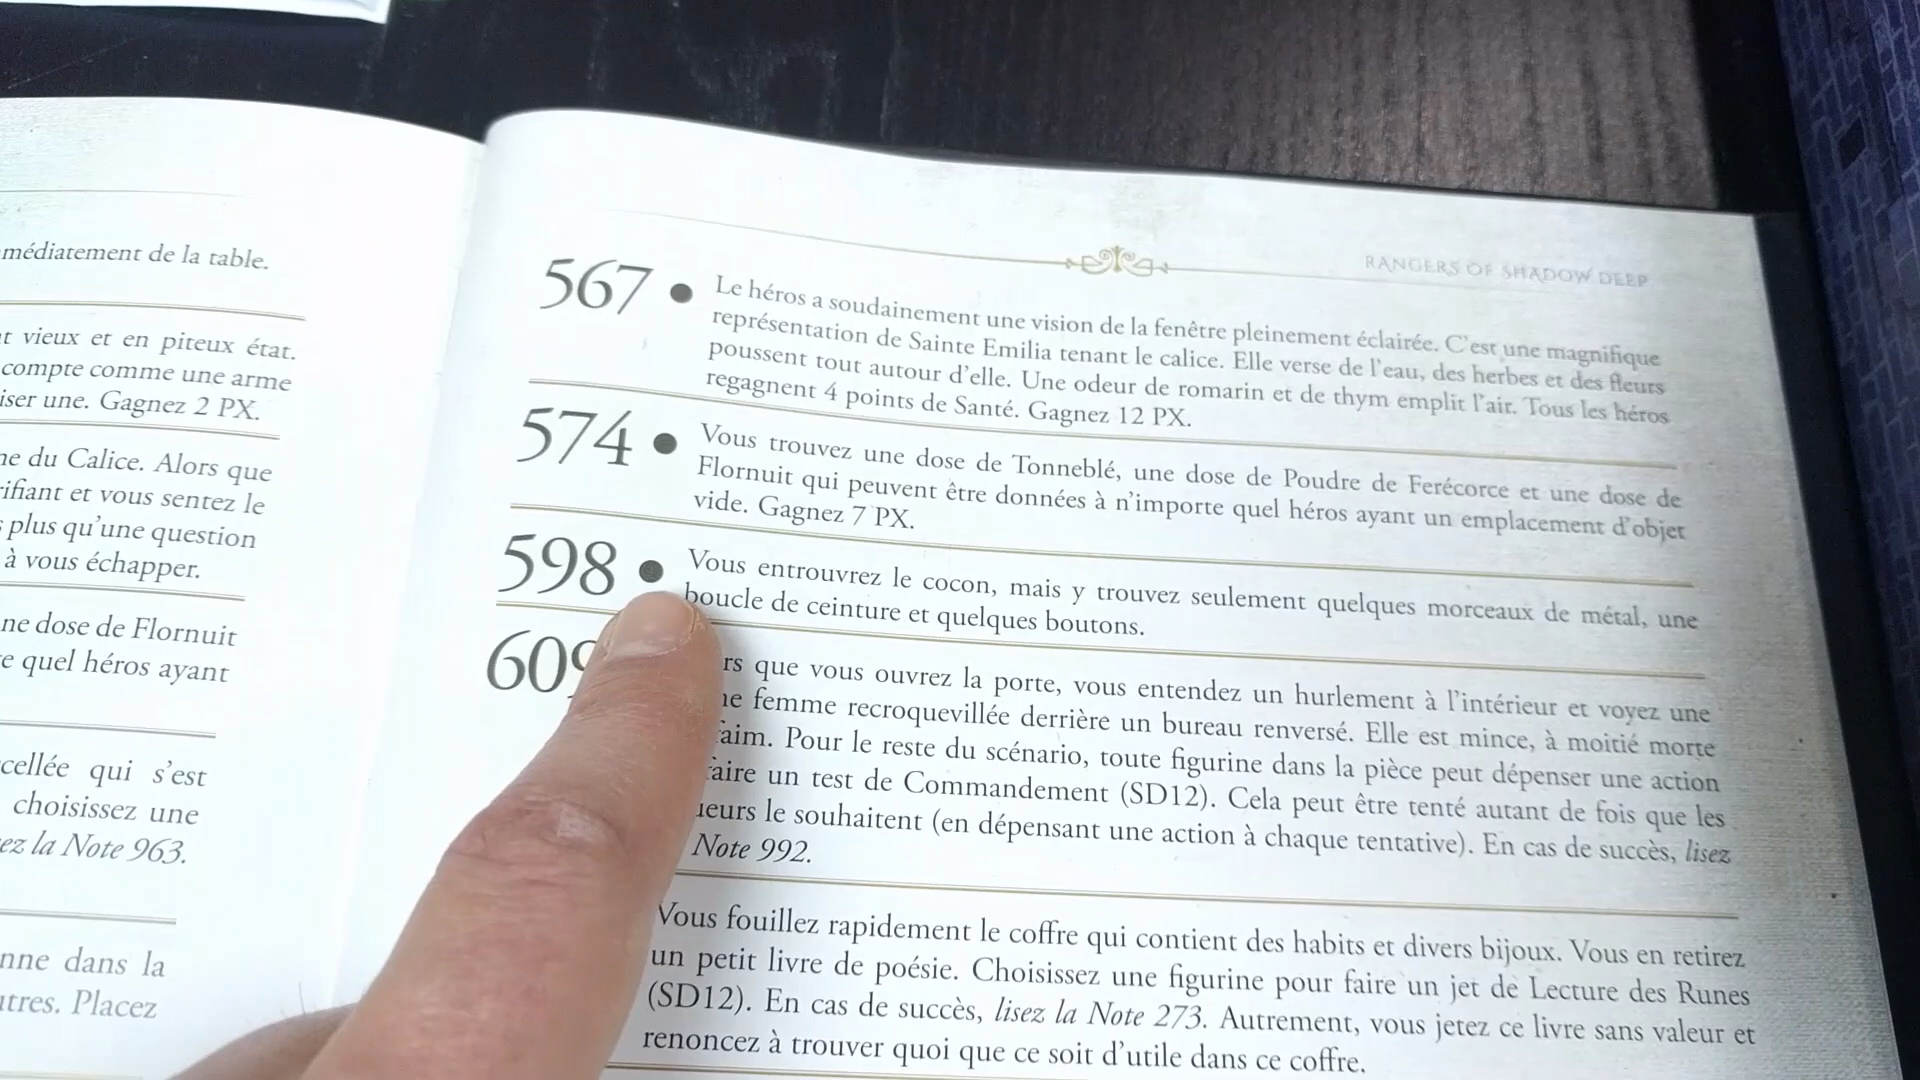 médiatement de la table.
vieux et en piteux état.
compte comme une arme
une. Gagnez 2 PX.
du Calice. Alors que
et vous sentez le
plus qu'une question
à vous échapper.
dose de Flornuit
quel héros ayant
qui s'est
choisissez une
la Note 963.
dans la
Placez
RANGERS OF SHADOW DEEP
567 • Le héros a soudainement une vision de la fenêtre pleinement éclairée. C'est une magnifique
représentation de Sainte Emilia tenant le calice. Elle verse de l'eau, des herbes et des fleurs
poussent tout autour d'elle. Une odeur de romarin et de thym emplit l'air. Tous les héros
regagnent 4 points de Santé. Gagnez 12 PX.
574 • Vous trouvez une dose de Tonneblé, une dose de Poudre de Ferécorce et une dose de
Flornuit qui peuvent être données à n'importe quel héros ayant un emplacement d'objet
vide. Gagnez 7 PX.
598 • Vous entrouvrez le cocon, mais y trouvez seulement quelques morceaux de métal, une
boucle de ceinture et quelques boutons.
que vous ouvrez la porte, vous entendez un hurlement à l'intérieur et voyez une
femme recroquevillée derrière un bureau renversé. Elle est mince, à moitié morte
faim. Pour le reste du scénario, toute figurine dans la pièce peut dépenser une action
faire un test de Commandement (SD12). Cela peut être tenté autant de fois que les
le souhaitent (en dépensant une action à chaque tentative). En cas de succès, lisez
Note 992.
Vous fouillez rapidement le coffre qui contient des habits et divers bijoux. Vous en retirez
un petit livre de poésie. Choisissez une figurine pour faire un jet de Lecture des Runes
(SD12). En cas de succès, lisez la Note 273. Autrement, vous jetez ce livre sans valeur et
renoncez à trouver quoi que ce soit d'utile dans ce coffre.